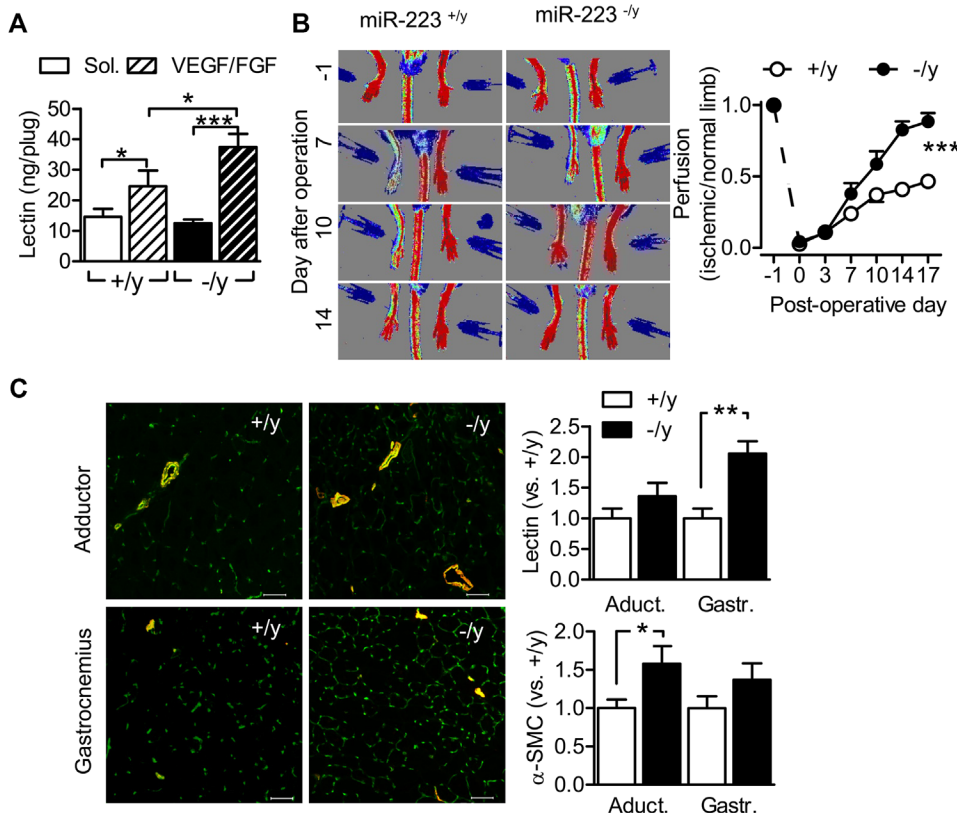 A
Sol. VEGF/FGF
Lectin (ng/plug)
50
40
30
20
10
0
* * ***
+/y -/y
B
miR-223 +/y miR-223 -/y
Day after operation
-1
7
10
14
+/y -/y
Perfusion
(ischemic/normal limb)
1.0
0.5
0.0
***
-1 0 3 7 10 14 17
Post-operative day
C
Adductor
+/y -/y
Gastrocnemius
+/y -/y
+/y
-/y
Lectin (vs. +/y)
2.5
2.0
1.5
1.0
0.5
0.0
**
Aduct. Gastr.
α-SMC (vs. +/y)
2.0
1.5
1.0
0.5
0.0
*
Aduct. Gastr.